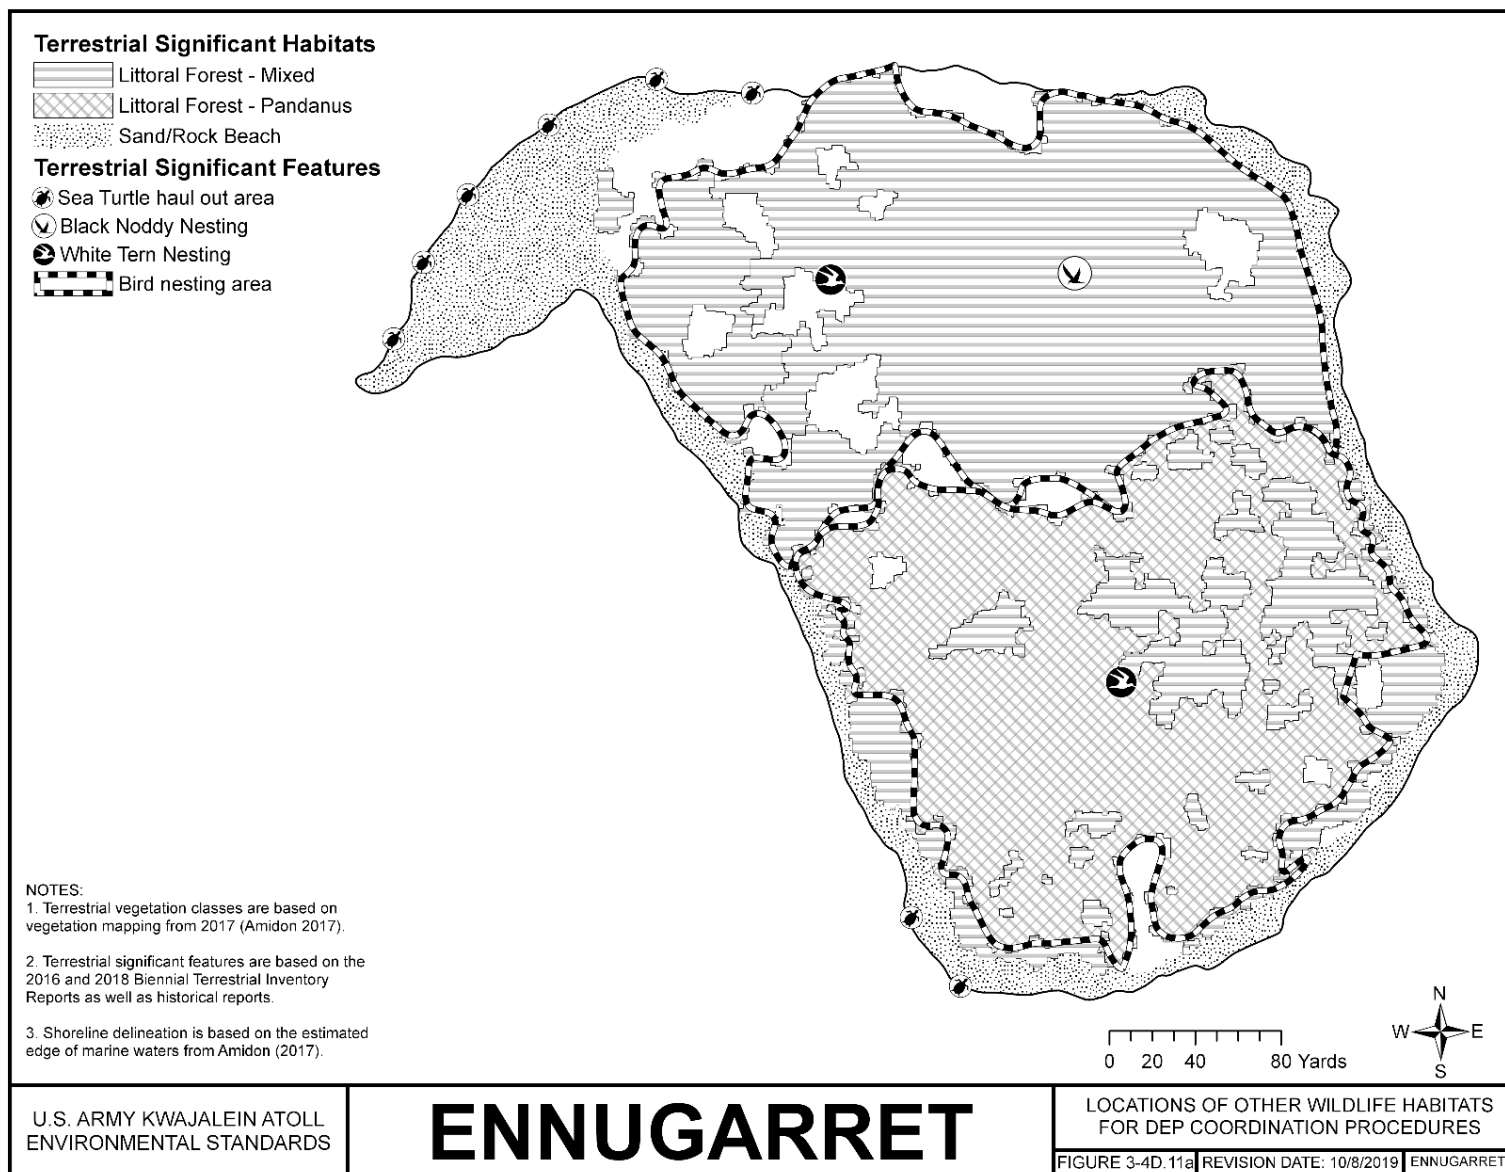 Terrestrial Significant Habitats
Littoral Forest - Mixed
Littoral Forest - Pandanus
Sand/Rock Beach
Terrestrial Significant Features
Sea Turtle haul out area
Black Noddy Nesting
White Tern Nesting
Bird nesting area
NOTES:
1. Terrestrial vegetation classes are based on
vegetation mapping from 2017 (Amidon 2017).
2. Terrestrial significant features are based on the
2016 and 2018 Biennial Terrestrial Inventory
Reports as well as historical reports.
3. Shoreline delineation is based on the estimated
edge of marine waters from Amidon (2017).
N
W E
S
0 20 40 80 Yards
U.S. ARMY KWAJALEIN ATOLL
ENVIRONMENTAL STANDARDS
ENNUGARRET
LOCATIONS OF OTHER WILDLIFE HABITATS
FOR DEP COORDINATION PROCEDURES
FIGURE 3-4D.11a REVISION DATE: 10/8/2019 ENNUGARRET